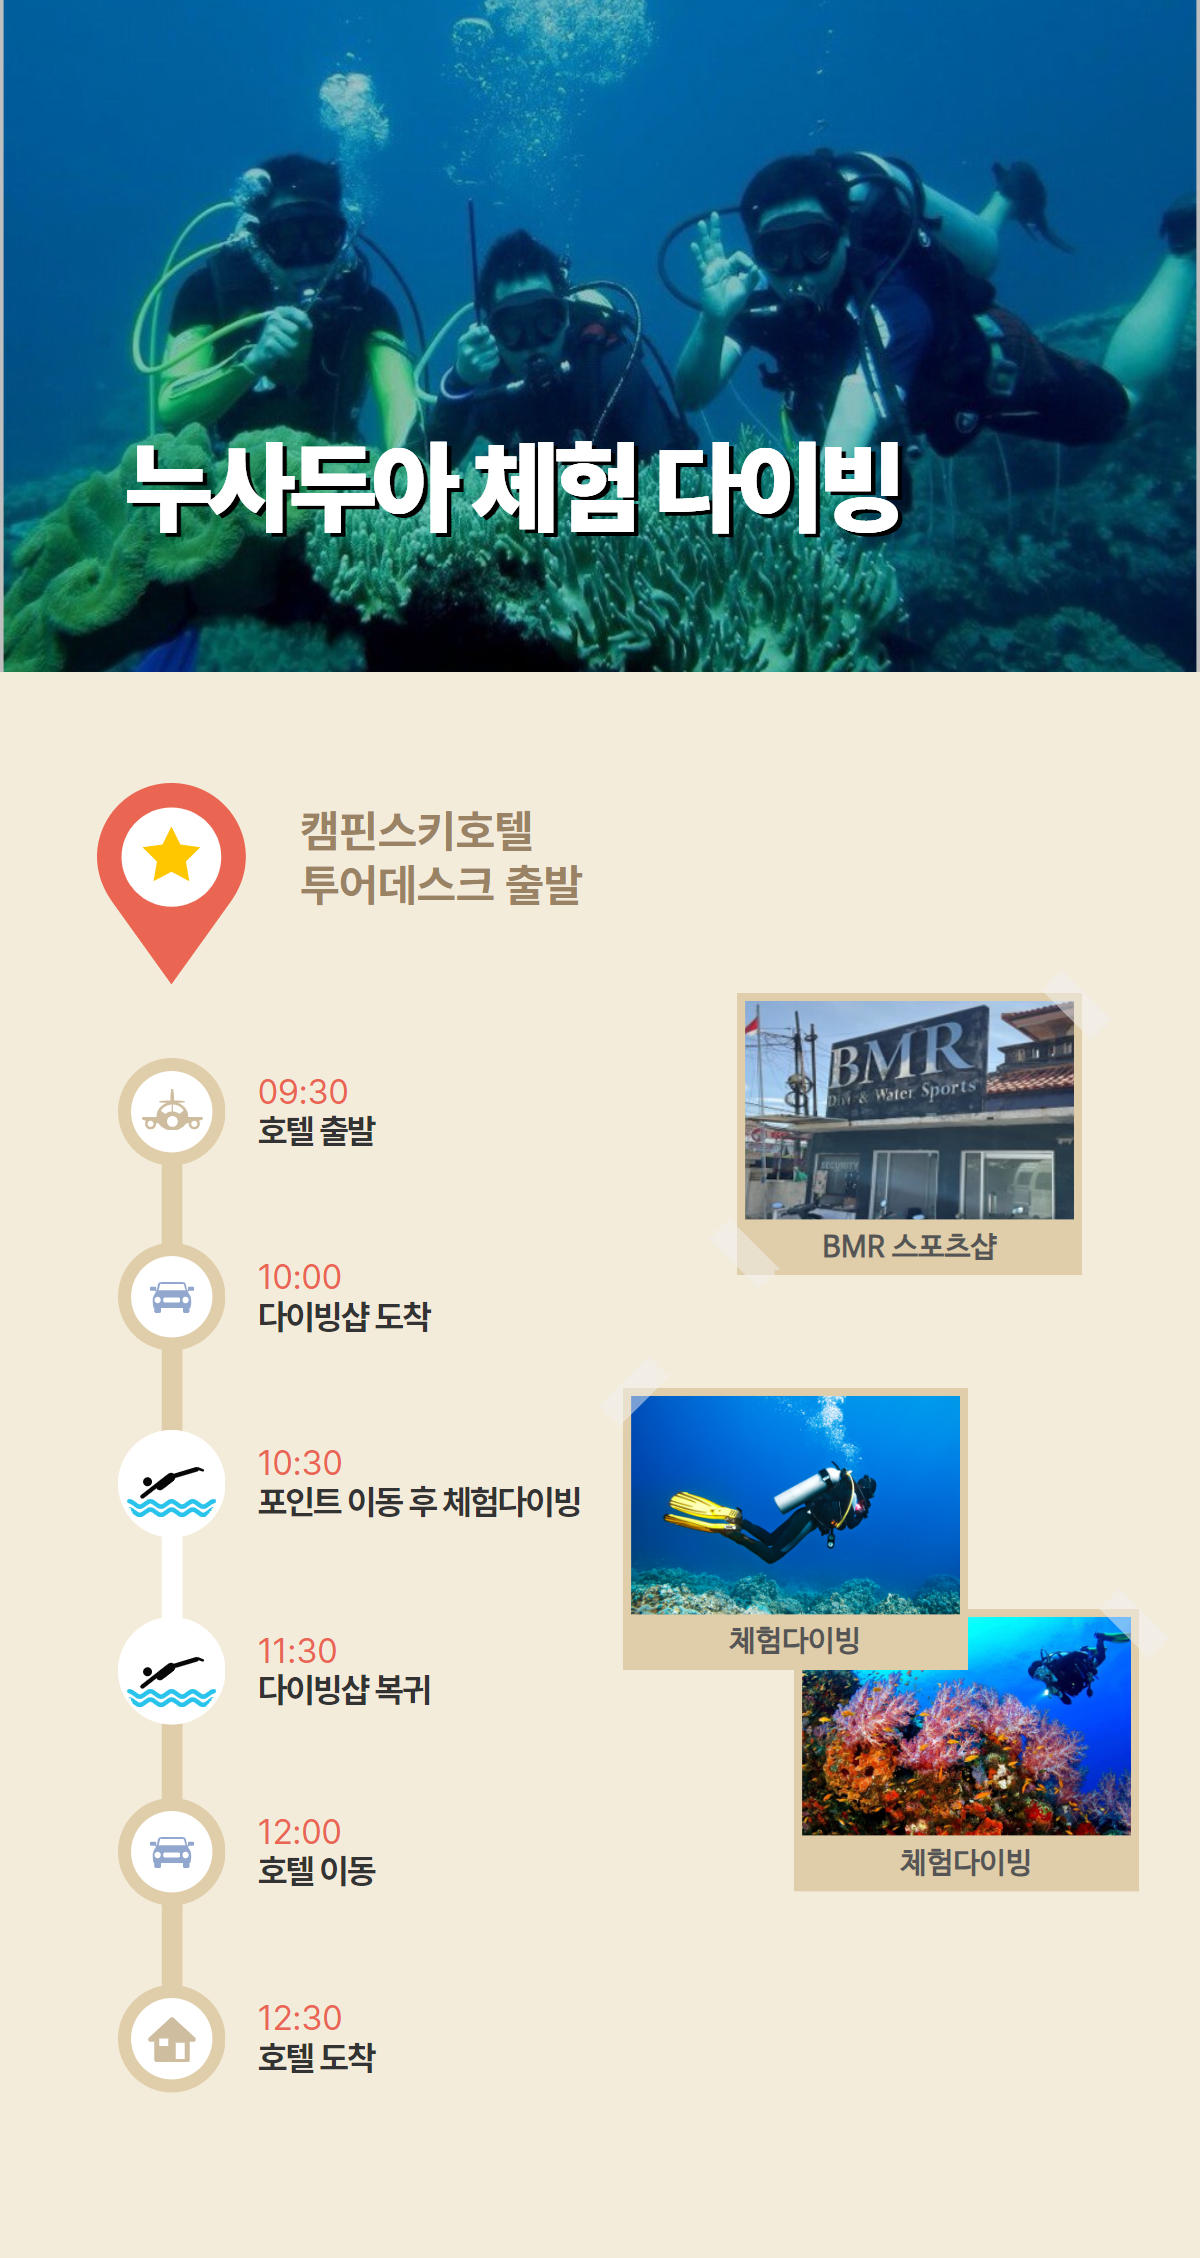 누사두아 체험 다이빙
캠핀스키호텔
투어데스크 출발
09:30
호텔 출발
BMR
Dive & Water Sports
SECURITY
BMR 스포츠샵
10:00
다이빙샵 도착
10:30
포인트 이동 후 체험다이빙
체험다이빙
11:30
다이빙샵 복귀
체험다이빙
12:00
호텔 이동
12:30
호텔 도착